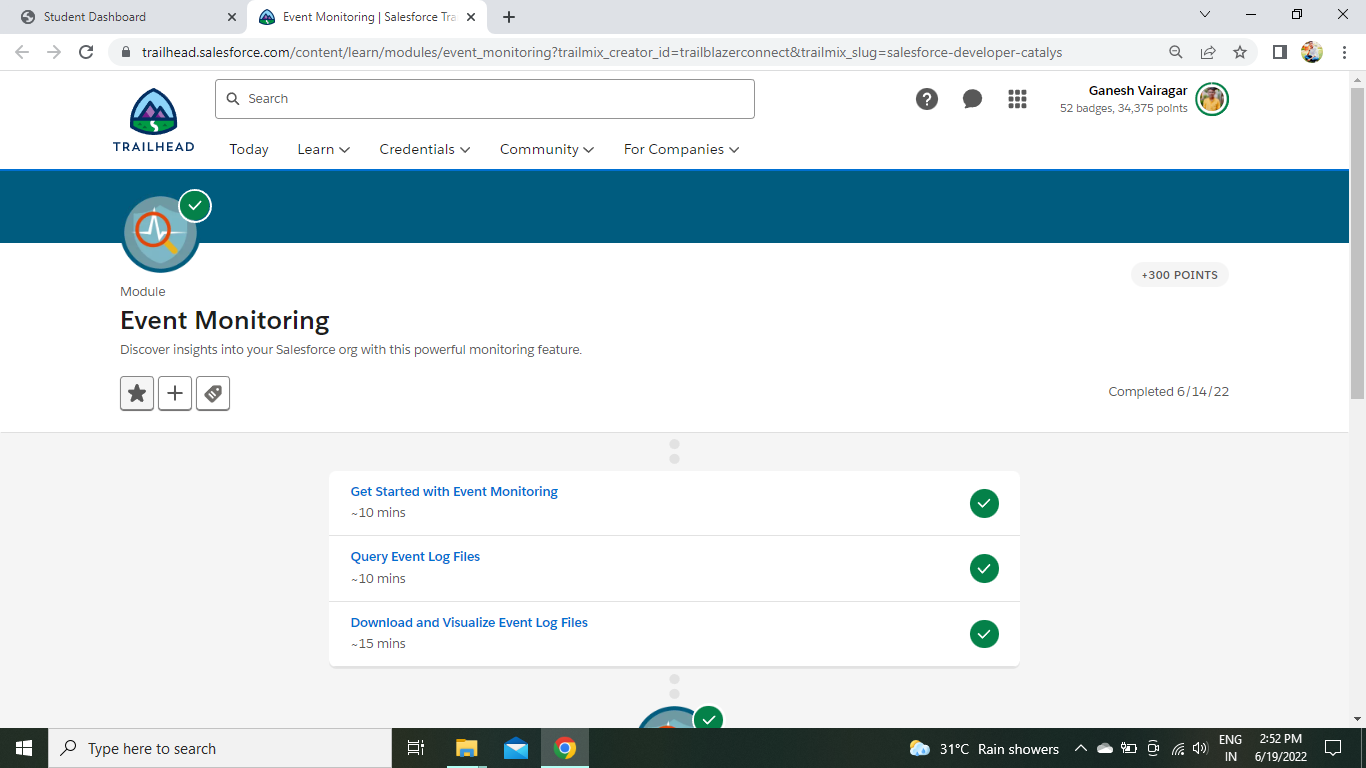 Student Dashboard
Event Monitoring | Salesforce Tra
trailhead.salesforce.com/content/learn/modules/event_monitoring?trailmix_creator_id=trailblazerconnect&trailmix_slug=salesforce-developer-catalys
Search
Ganesh Vairagar
52 badges, 34,375 points
TRAILHEAD
Today Learn Credentials Community For Companies
+300 POINTS
Module
Event Monitoring
Discover insights into your Salesforce org with this powerful monitoring feature.
Completed 6/14/22
Get Started with Event Monitoring
~10 mins
Query Event Log Files
~10 mins
Download and Visualize Event Log Files
~15 mins
Type here to search
31°C Rain showers
ENG
IN
2:52 PM
6/19/2022